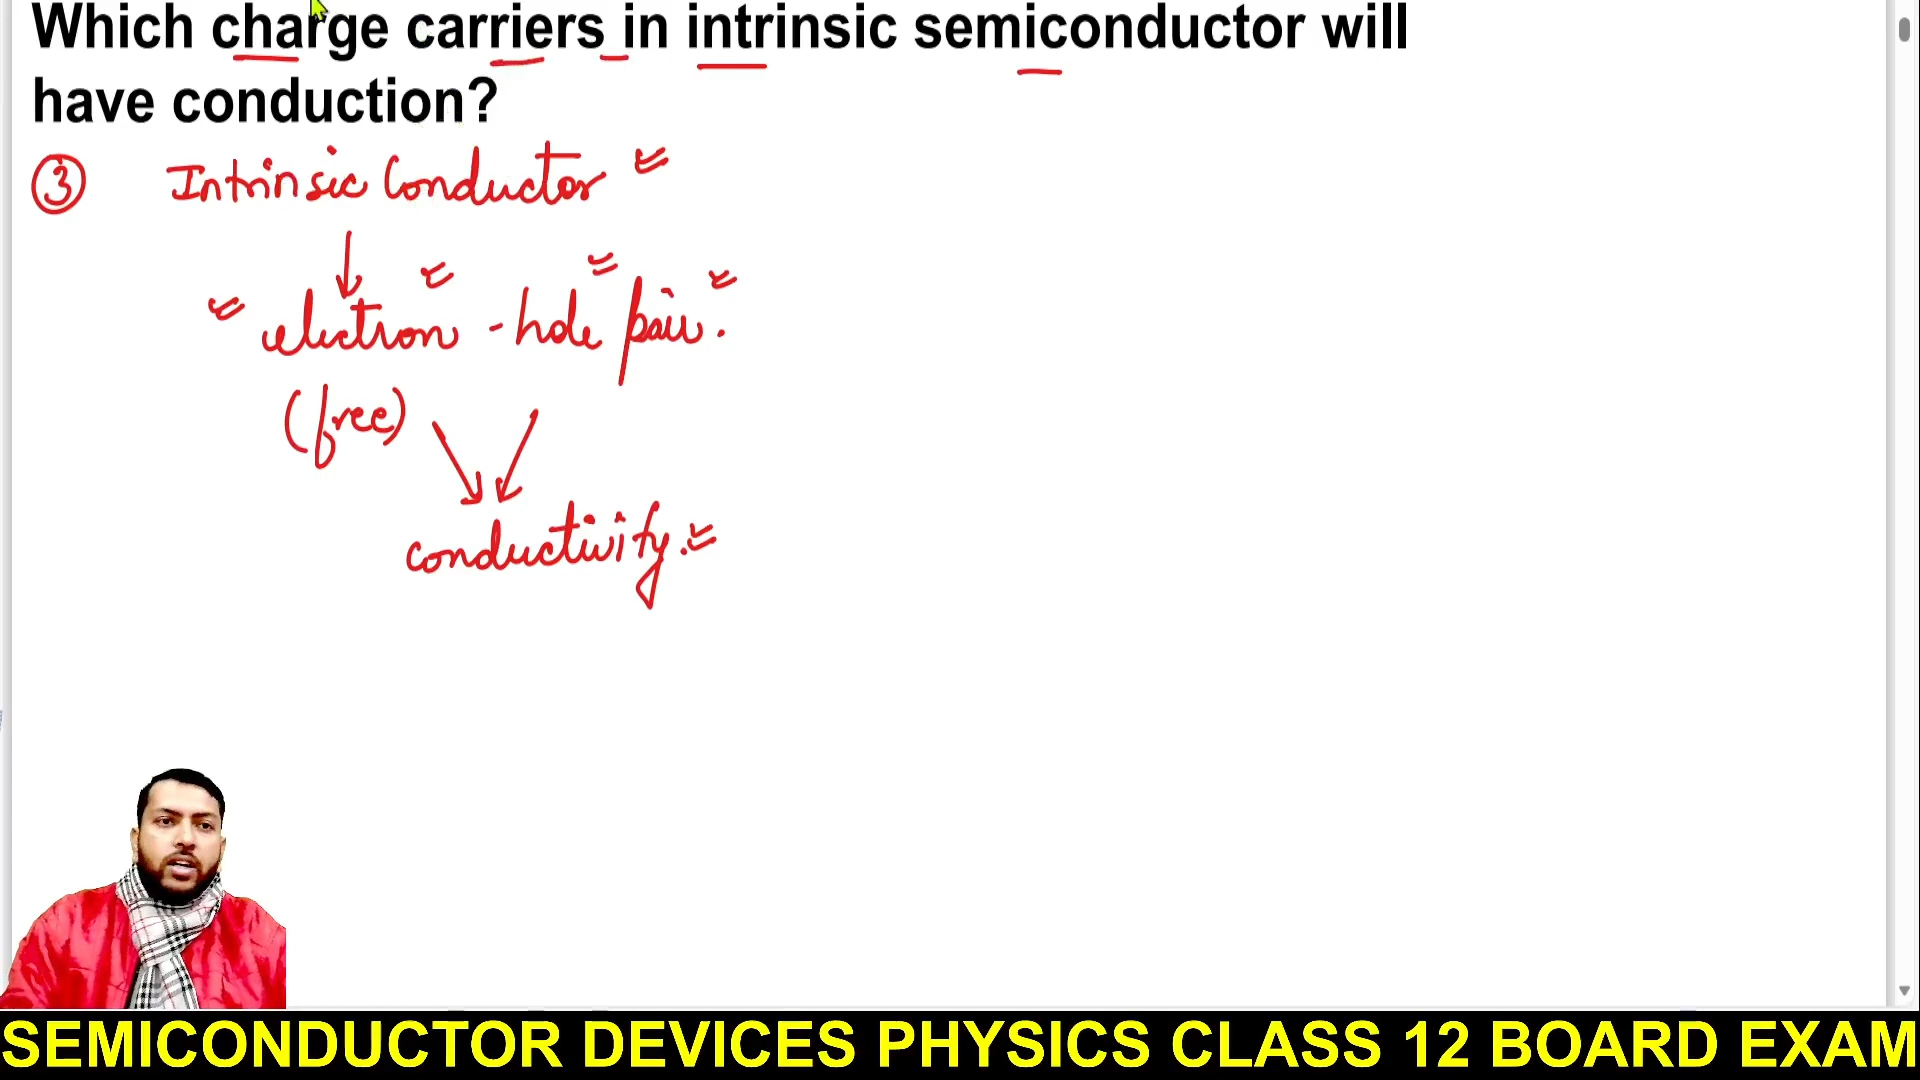 Which charge carriers in intrinsic semiconductor will
have conduction?
③ Intrinsic Conductor
electron - hole pair.
(free)
conductivity.
SEMICONDUCTOR DEVICES PHYSICS CLASS 12 BOARD EXAM